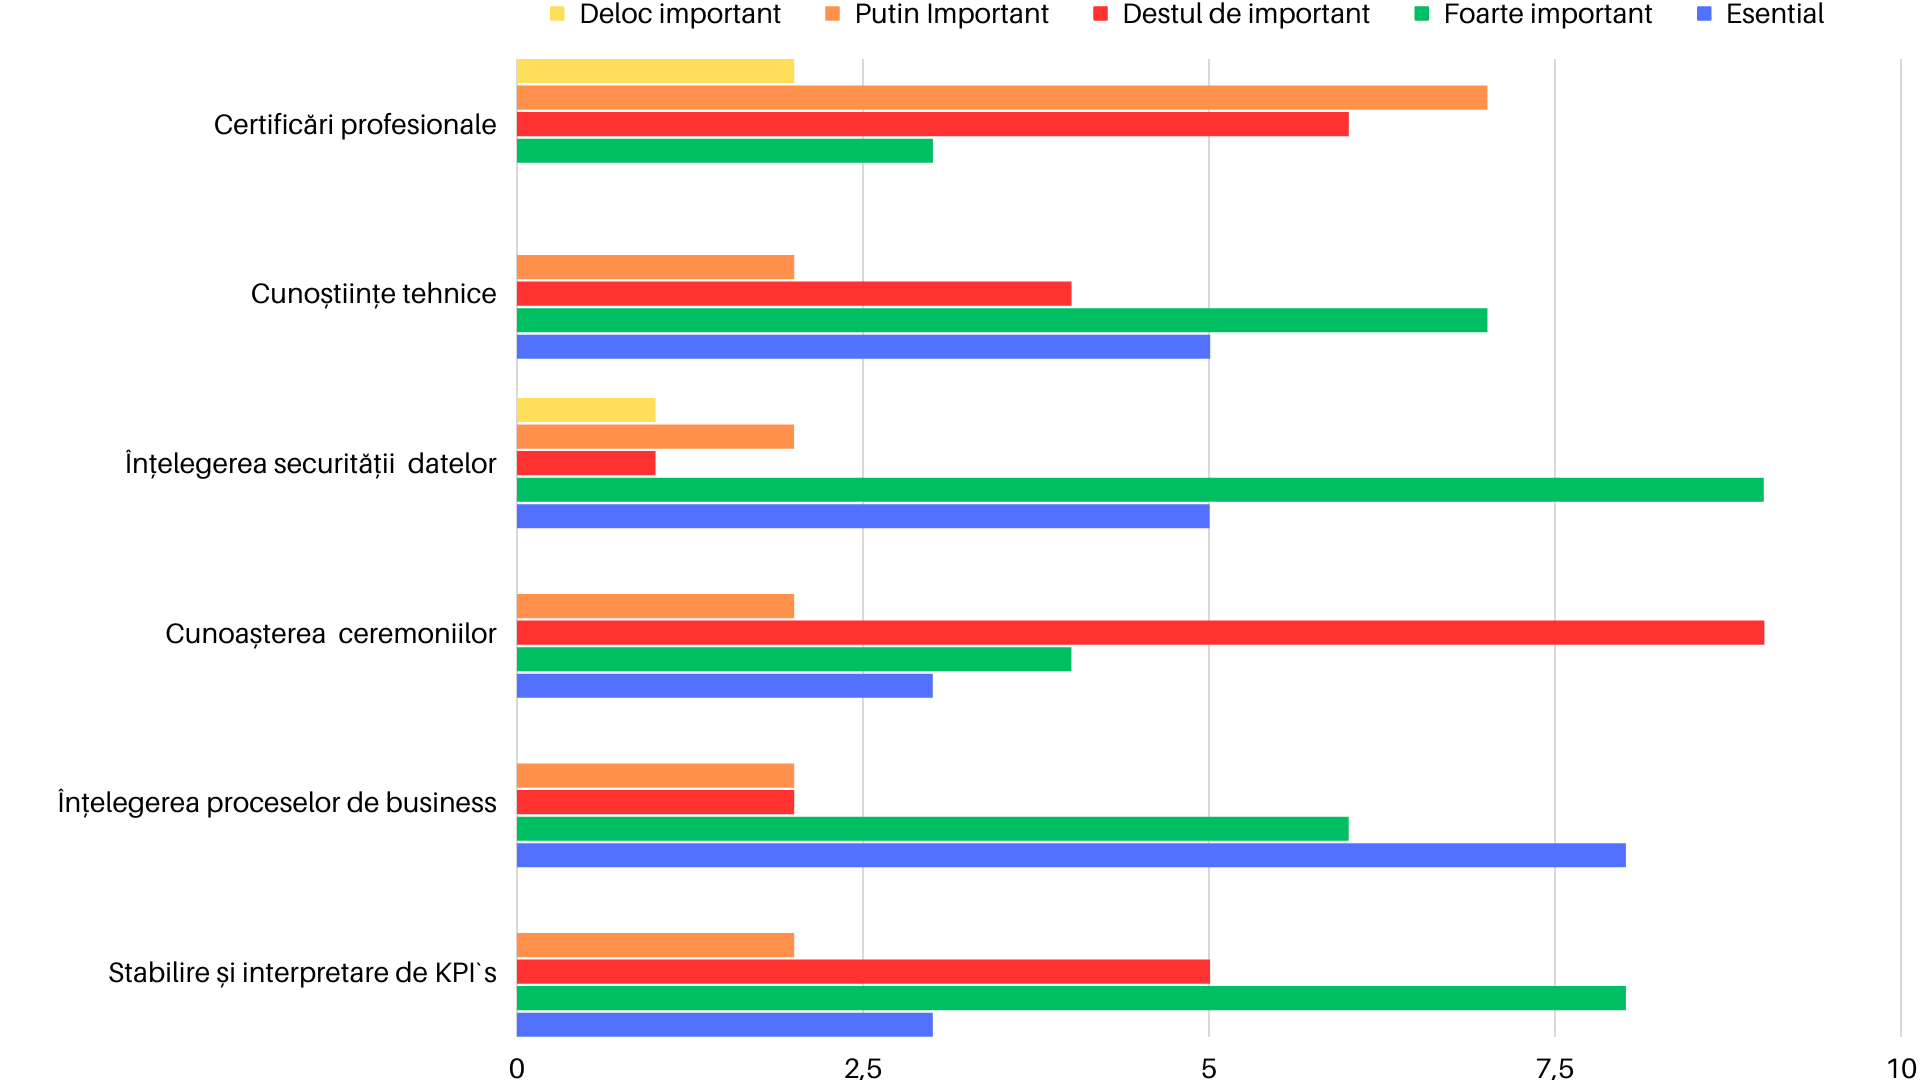 Deloc important Putin Important Destul de important Foarte important Esential
Certificări profesionale
Cunoștiințe tehnice
Înțelegerea securității  datelor
Cunoașterea  ceremoniilor
Înțelegerea proceselor de business
Stabilire și interpretare de KPI`s
0 2,5 5 7,5 10